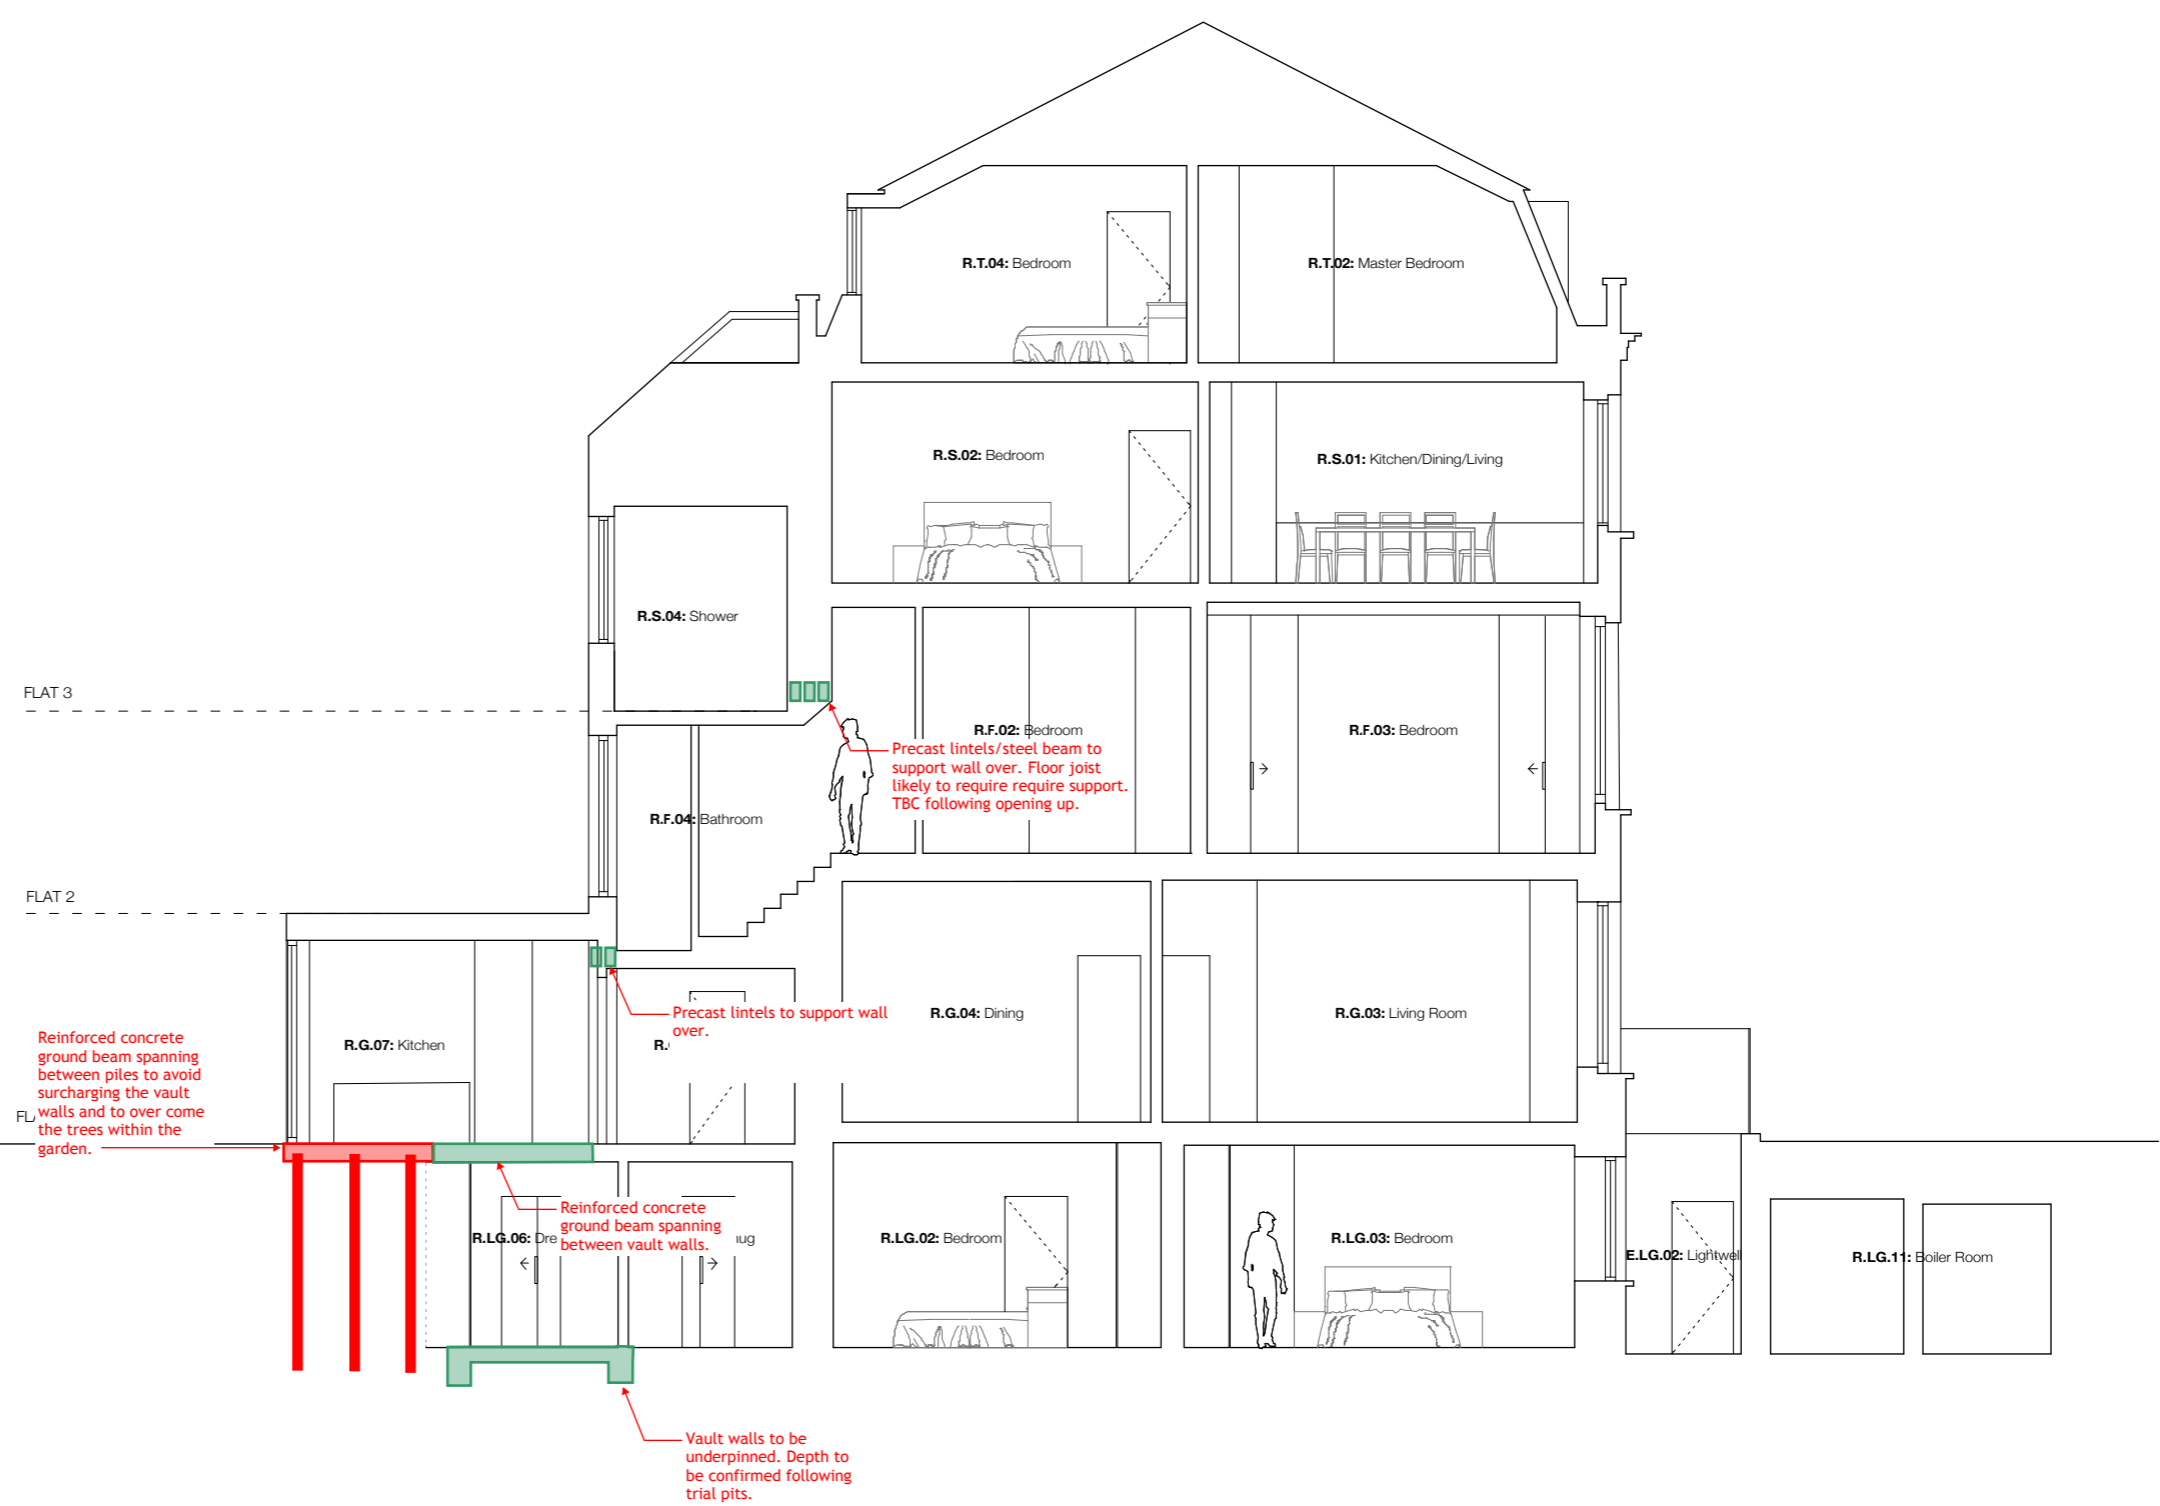 R.T.04: Bedroom
R.T.02: Master Bedroom
R.S.02: Bedroom
R.S.01: Kitchen/Dining/Living
R.S.04: Shower
FLAT 3
R.F.02: Bedroom
R.F.03: Bedroom
Precast lintels/steel beam to
support wall over. Floor joist
likely to require require support.
TBC following opening up.
R.F.04: Bathroom
FLAT 2
R.G.04: Dining
R.G.03: Living Room
Precast lintels to support wall
over.
R.G.07: Kitchen
Reinforced concrete
ground beam spanning
between piles to avoid
surcharging the vault
walls and to over come
the trees within the
garden.
Reinforced concrete
ground beam spanning
between vault walls.
R.LG.06: Dre
R.LG.02: Bedroom
R.LG.03: Bedroom
E.LG.02: Lightwell
R.LG.11: Boiler Room
Vault walls to be
underpinned. Depth to
be confirmed following
trial pits.